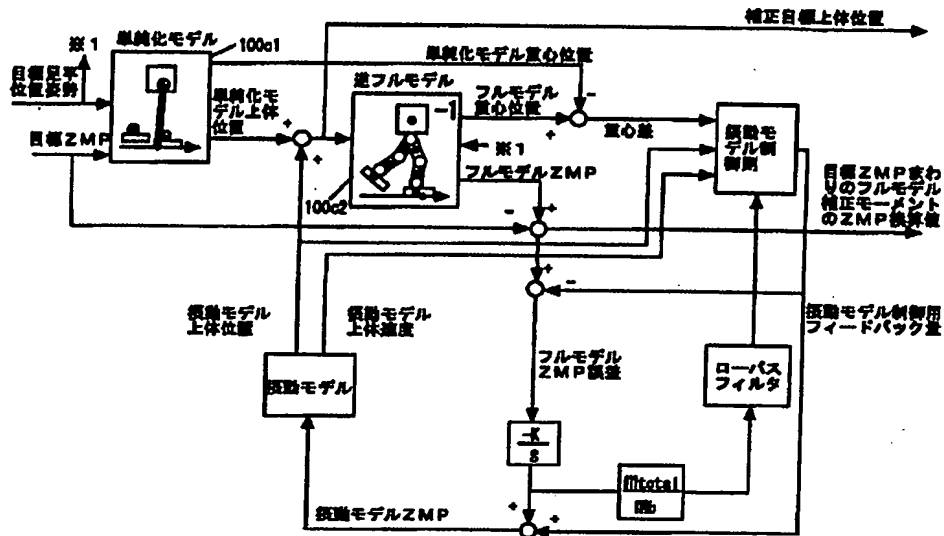 補正目標上体位置
※1
単純化モデル
100c1
単純化モデル重心位置
目標足平
位置姿勢
逆フルモデル
単純化モ
デル上体
位置
フルモデル
重心位置
-1
-
+
重心差
摂動モ
デル制
御則
目標ZMP
+
+
※1
フルモデルZMP
100c2
目標ZMPまわ
りのフルモデル
補正モーメント
のZMP換算値
-
+
+
-
摂動モデル
上体位置
摂動モデル
上体速度
摂動モデル制御用
フィードバック量
フルモデル
ZMP誤差
ローパス
フィルタ
摂動モデル
-K
s
mtotal
mb
摂動モデルZMP
+
+